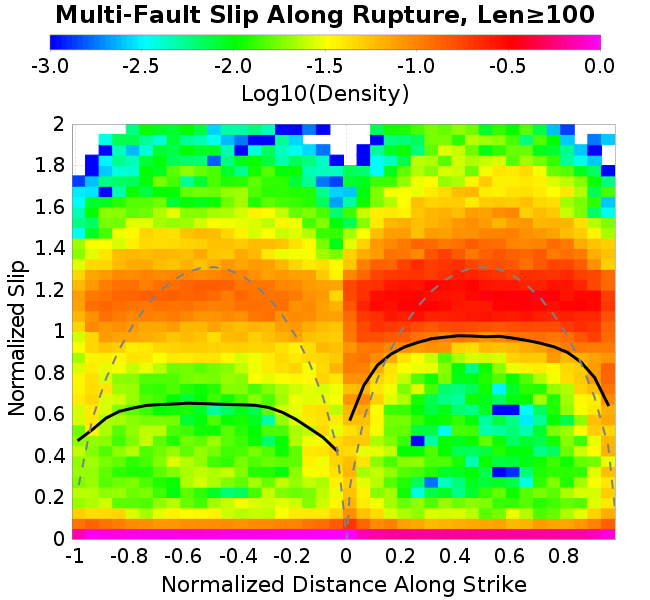 Multi-Fault Slip Along Rupture, Len≥100
-3.0 -2.5 -2.0 -1.5 -1.0 -0.5 0.0
Log10(Density)
2
1.8
1.6
1.4
1.2
1
0.8
0.6
0.4
0.2
0
Normalized Slip
-1 -0.8 -0.6 -0.4 -0.2 0 0.2 0.4 0.6 0.8
Normalized Distance Along Strike